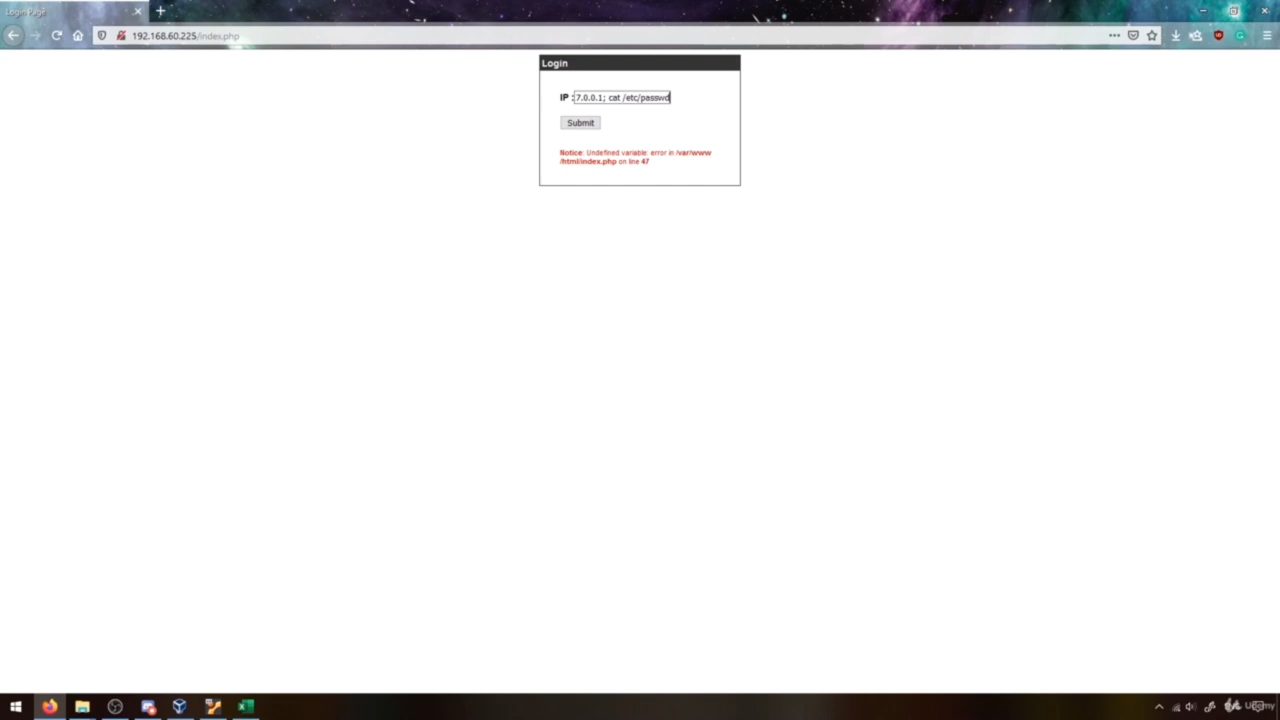 Login Page
192.168.60.225/index.php
Login
IP :7.0.0.1; cat /etc/passwd
Submit
Notice: Undefined variable: error in /var/www
/html/index.php on line 47
Udemy